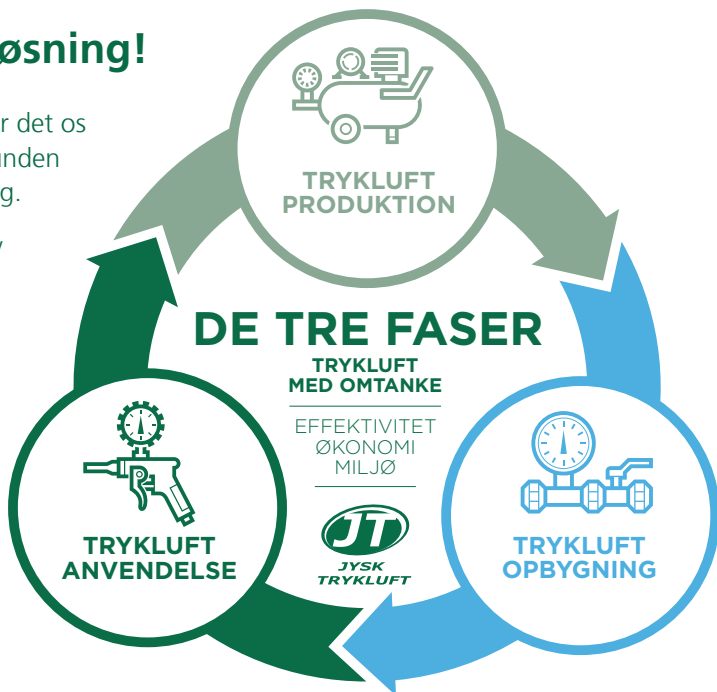 øsning!
r det os
unden
g.
TRYKLUFT
PRODUKTION
DE TRE FASER
TRYKLUFT
MED OMTANKE
EFFEKTIVITET
ØKONOMI
MILJØ
JT
JYSK
TRYKLUFT
TRYKLUFT
ANVENDELSE
TRYKLUFT
OPBYGNING